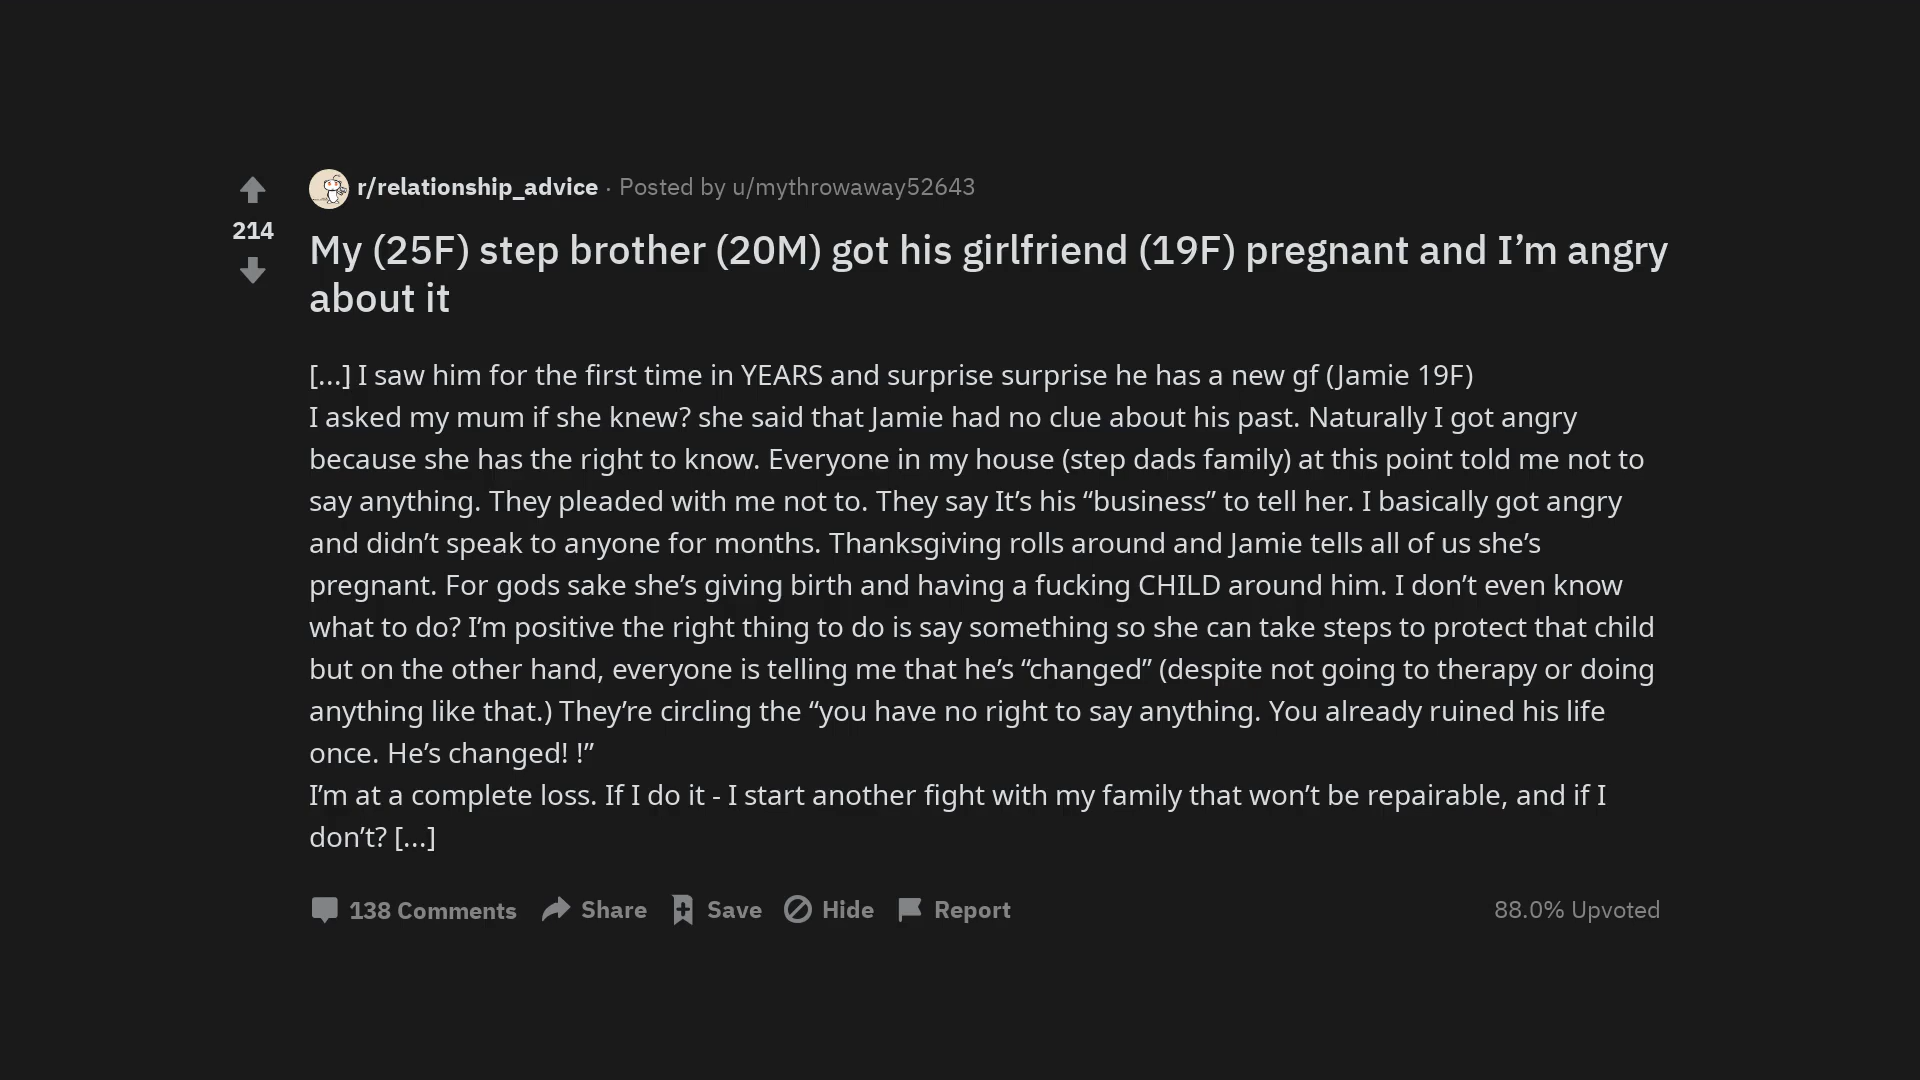 r/relationship_advice · Posted by u/mythrowaway52643
214
My (25F) step brother (20M) got his girlfriend (19F) pregnant and I’m angry
about it
[...] I saw him for the first time in YEARS and surprise surprise he has a new gf (Jamie 19F)
I asked my mum if she knew? she said that Jamie had no clue about his past. Naturally I got angry
because she has the right to know. Everyone in my house (step dads family) at this point told me not to
say anything. They pleaded with me not to. They say It’s his “business” to tell her. I basically got angry
and didn’t speak to anyone for months. Thanksgiving rolls around and Jamie tells all of us she’s
pregnant. For gods sake she’s giving birth and having a fucking CHILD around him. I don’t even know
what to do? I’m positive the right thing to do is say something so she can take steps to protect that child
but on the other hand, everyone is telling me that he’s “changed” (despite not going to therapy or doing
anything like that.) They’re circling the “you have no right to say anything. You already ruined his life
once. He’s changed! !”
I’m at a complete loss. If I do it - I start another fight with my family that won’t be repairable, and if I
don’t? [...]
138 Comments Share Save Hide Report 88.0% Upvoted